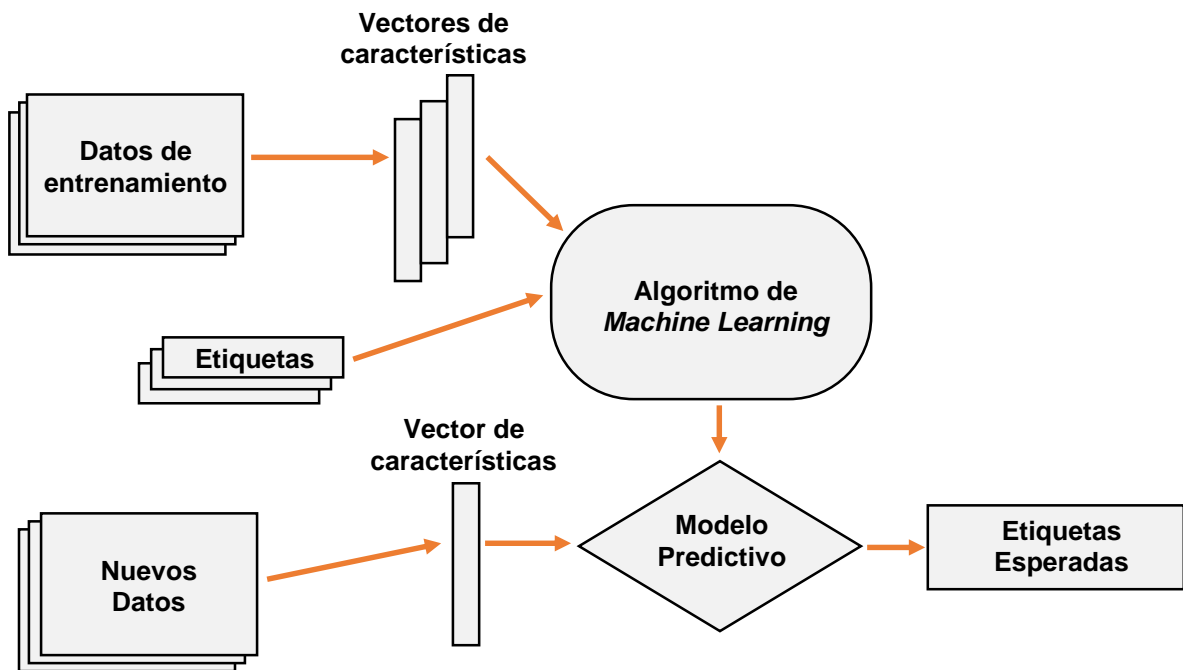 Vectores de
características
Datos de
entrenamiento
Algoritmo de
Machine Learning
Etiquetas
Vector de
características
Modelo
Predictivo
Etiquetas
Esperadas
Nuevos
Datos